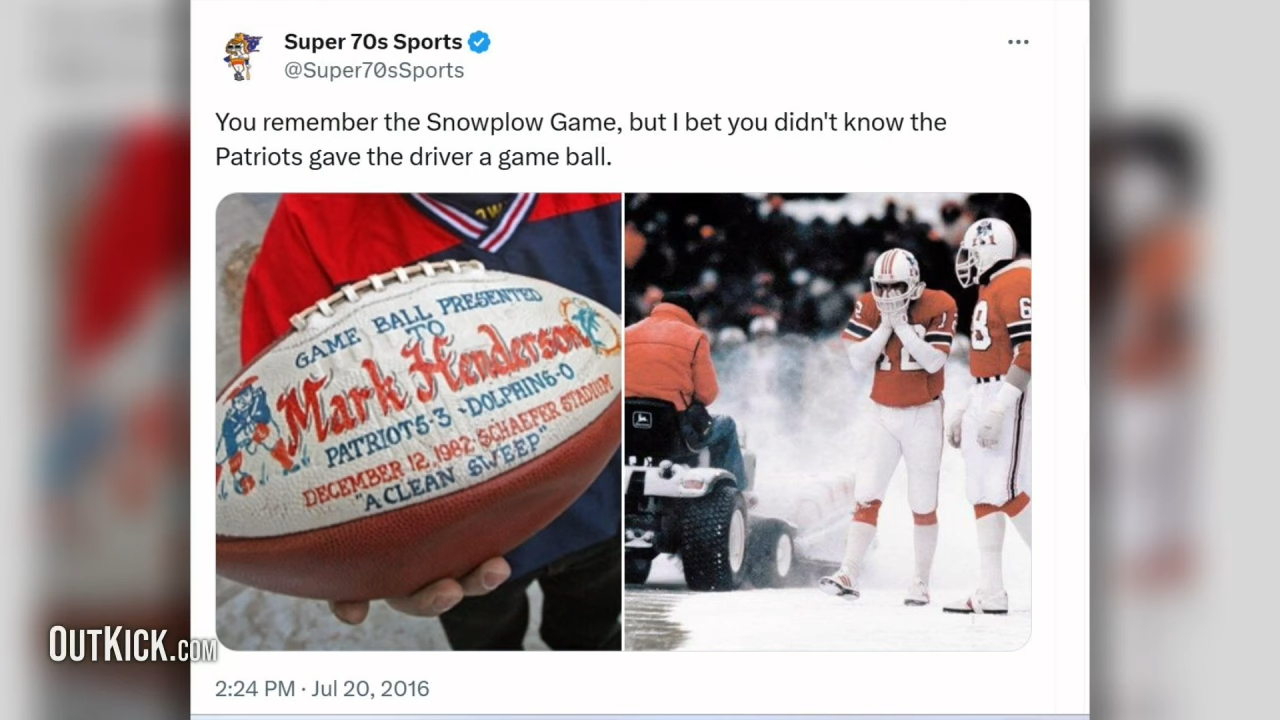 Super 70s Sports
@Super70sSports
You remember the Snowplow Game, but I bet you didn't know the
Patriots gave the driver a game ball.
GAME BALL PRESENTED
TO
Mark Henderson
PATRIOTS-3 -DOLPHINS-0
DECEMBER 12, 1982 SCHAEFER STADIUM
"A CLEAN SWEEP"
12
68
OUTKICK.COM
2:24 PM · Jul 20, 2016